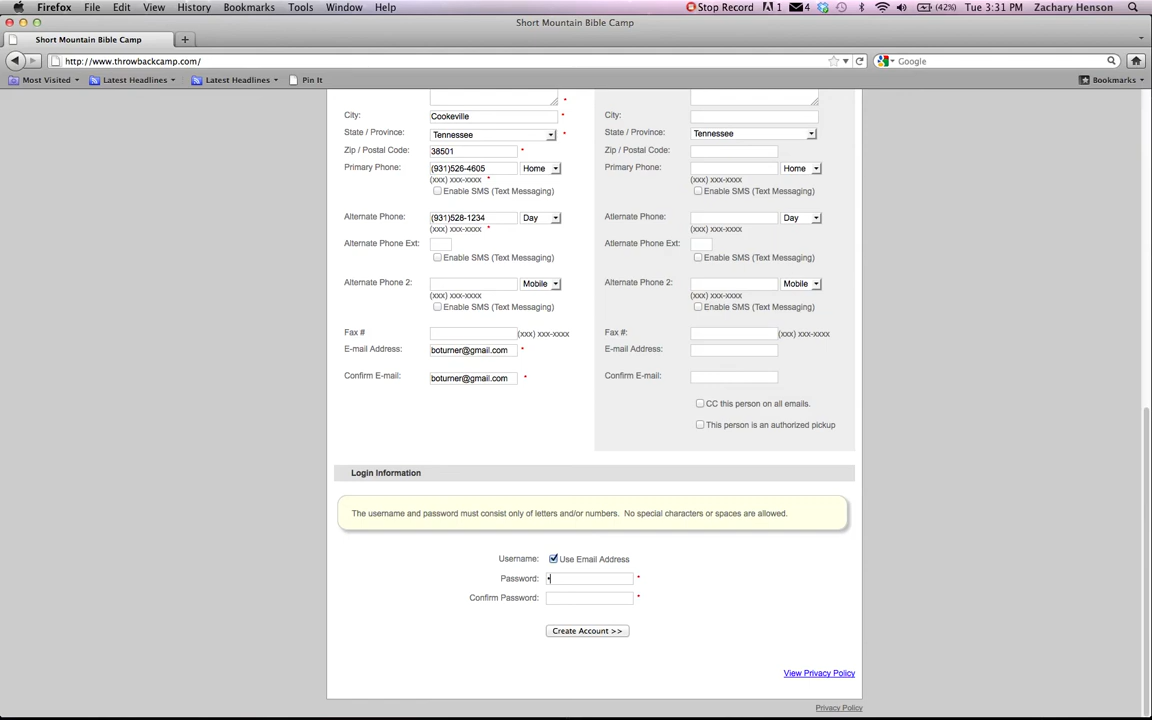 Firefox File Edit View History Bookmarks Tools Window Help Stop Record 1 4 (42%) Tue 3:31 PM Zachary Henson
Short Mountain Bible Camp
Short Mountain Bible Camp +
http://www.throwbackcamp.com/ Google
Most Visited Latest Headlines Latest Headlines Pin It Bookmarks
* 
City: Cookeville * City:
State / Province: Tennessee * State / Province: Tennessee
Zip / Postal Code: 38501 * Zip / Postal Code:
Primary Phone: (931)526-4605 Home Primary Phone: Home
(xxx) xxx-xxxx * (xxx) xxx-xxxx
Enable SMS (Text Messaging) Enable SMS (Text Messaging)
Alternate Phone: (931)528-1234 Day Alternate Phone: Day
(xxx) xxx-xxxx * (xxx) xxx-xxxx
Alternate Phone Ext: Alternate Phone Ext:
Enable SMS (Text Messaging) Enable SMS (Text Messaging)
Alternate Phone 2: Mobile Alternate Phone 2: Mobile
(xxx) xxx-xxxx (xxx) xxx-xxxx
Enable SMS (Text Messaging) Enable SMS (Text Messaging)
Fax # (xxx) xxx-xxxx Fax #: (xxx) xxx-xxxx
E-mail Address: boturner@gmail.com * E-mail Address:
Confirm E-mail: boturner@gmail.com * Confirm E-mail:
CC this person on all emails.
This person is an authorized pickup
Login Information
The username and password must consist only of letters and/or numbers. No special characters or spaces are allowed.
Username: Use Email Address
Password: • *
Confirm Password: *
Create Account >>
View Privacy Policy
Privacy Policy